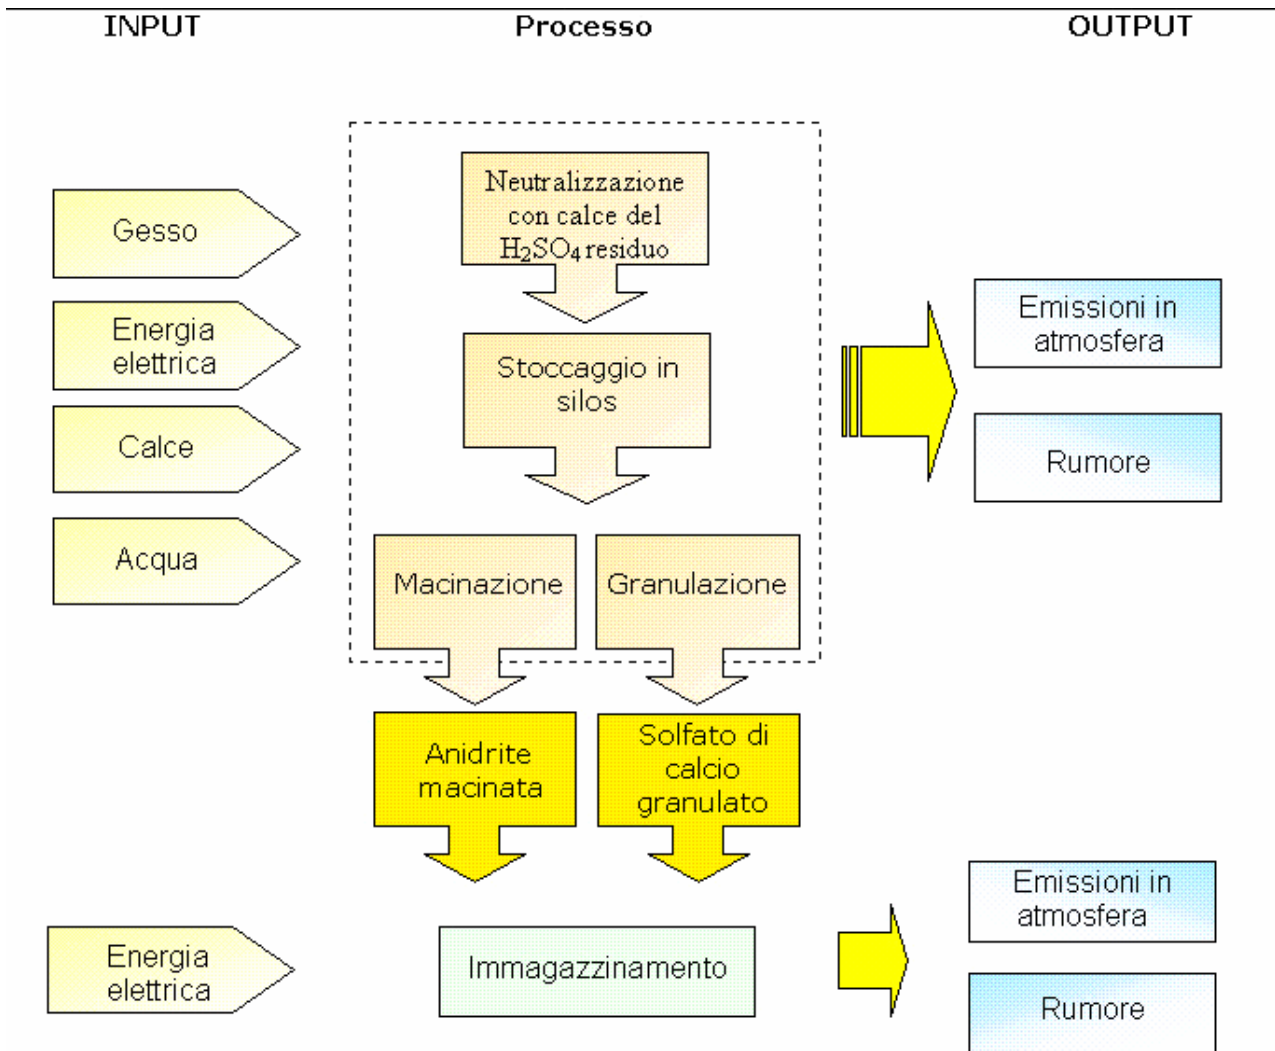 INPUT
Processo
OUTPUT
Gesso
Energia
elettrica
Calce
Acqua
Neutralizzazione
con calce del
H₂SO₄ residuo
Stoccaggio in
silos
Macinazione
Granulazione
Anidrite
macinata
Solfato di
calcio
granulato
Emissioni in
atmosfera
Rumore
Energia
elettrica
Immagazzinamento
Emissioni in
atmosfera
Rumore